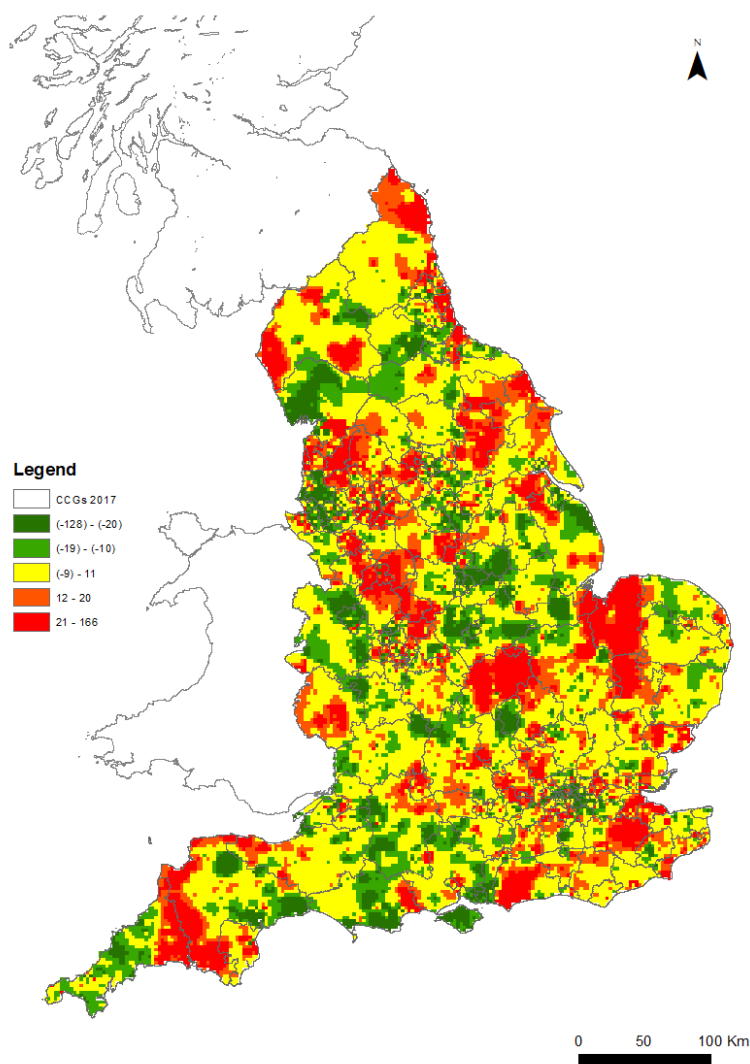 N
Legend
CCGs 2017
(-128) - (-20)
(-19) - (-10)
(-9) - 11
12 - 20
21 - 166
0 50 100 Km